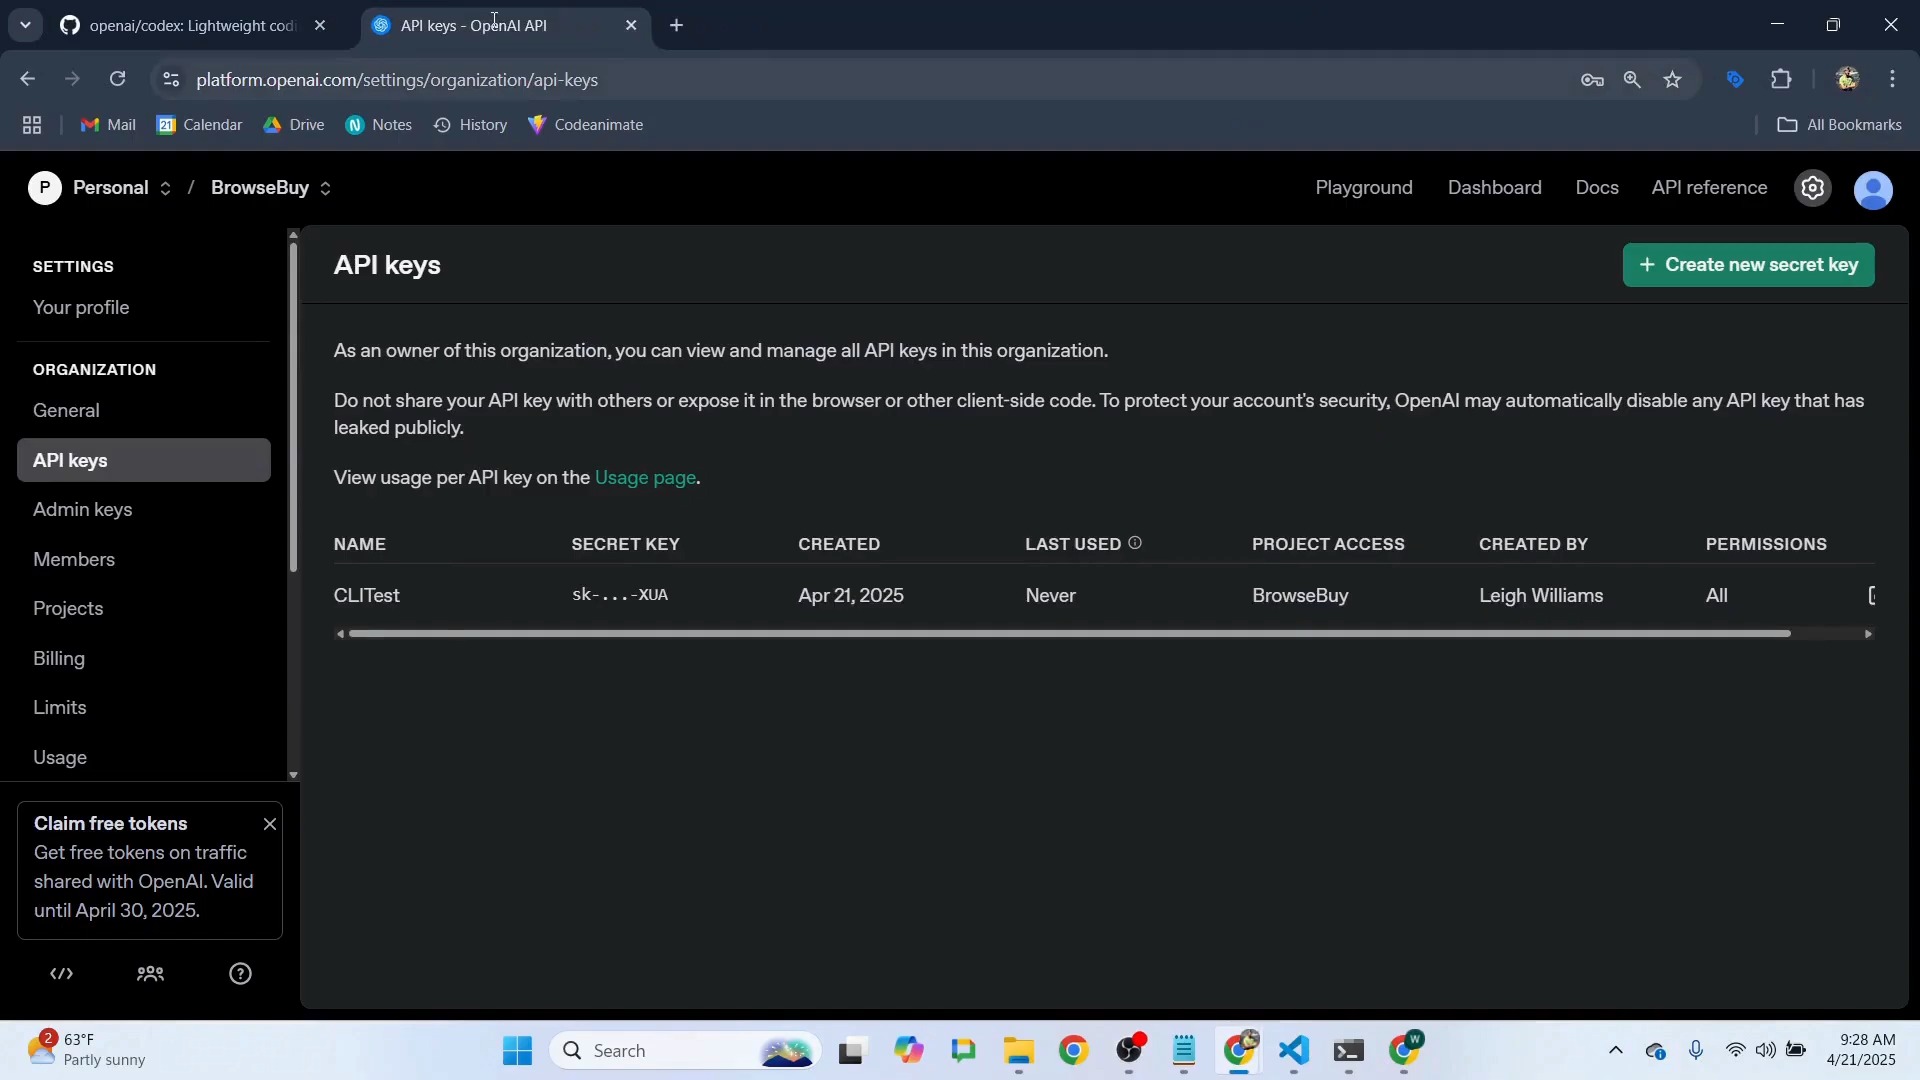 openai/codex: Lightweight codi
API keys - OpenAI API
platform.openai.com/settings/organization/api-keys
Mail
Calendar
Drive
Notes
History
Codeanimate
All Bookmarks
P
Personal / BrowseBuy
Playground
Dashboard
Docs
API reference
SETTINGS
Your profile
ORGANIZATION
General
API keys
Admin keys
Members
Projects
Billing
Limits
Usage
Claim free tokens
Get free tokens on traffic
shared with OpenAI. Valid
until April 30, 2025.
API keys
+ Create new secret key
As an owner of this organization, you can view and manage all API keys in this organization.
Do not share your API key with others or expose it in the browser or other client-side code. To protect your account's security, OpenAI may automatically disable any API key that has
leaked publicly.
View usage per API key on the Usage page.
NAME SECRET KEY CREATED LAST USED PROJECT ACCESS CREATED BY PERMISSIONS
CLITest sk-...-XUA Apr 21, 2025 Never BrowseBuy Leigh Williams All
2
63°F
Partly sunny
Search
W
9:28 AM
4/21/2025